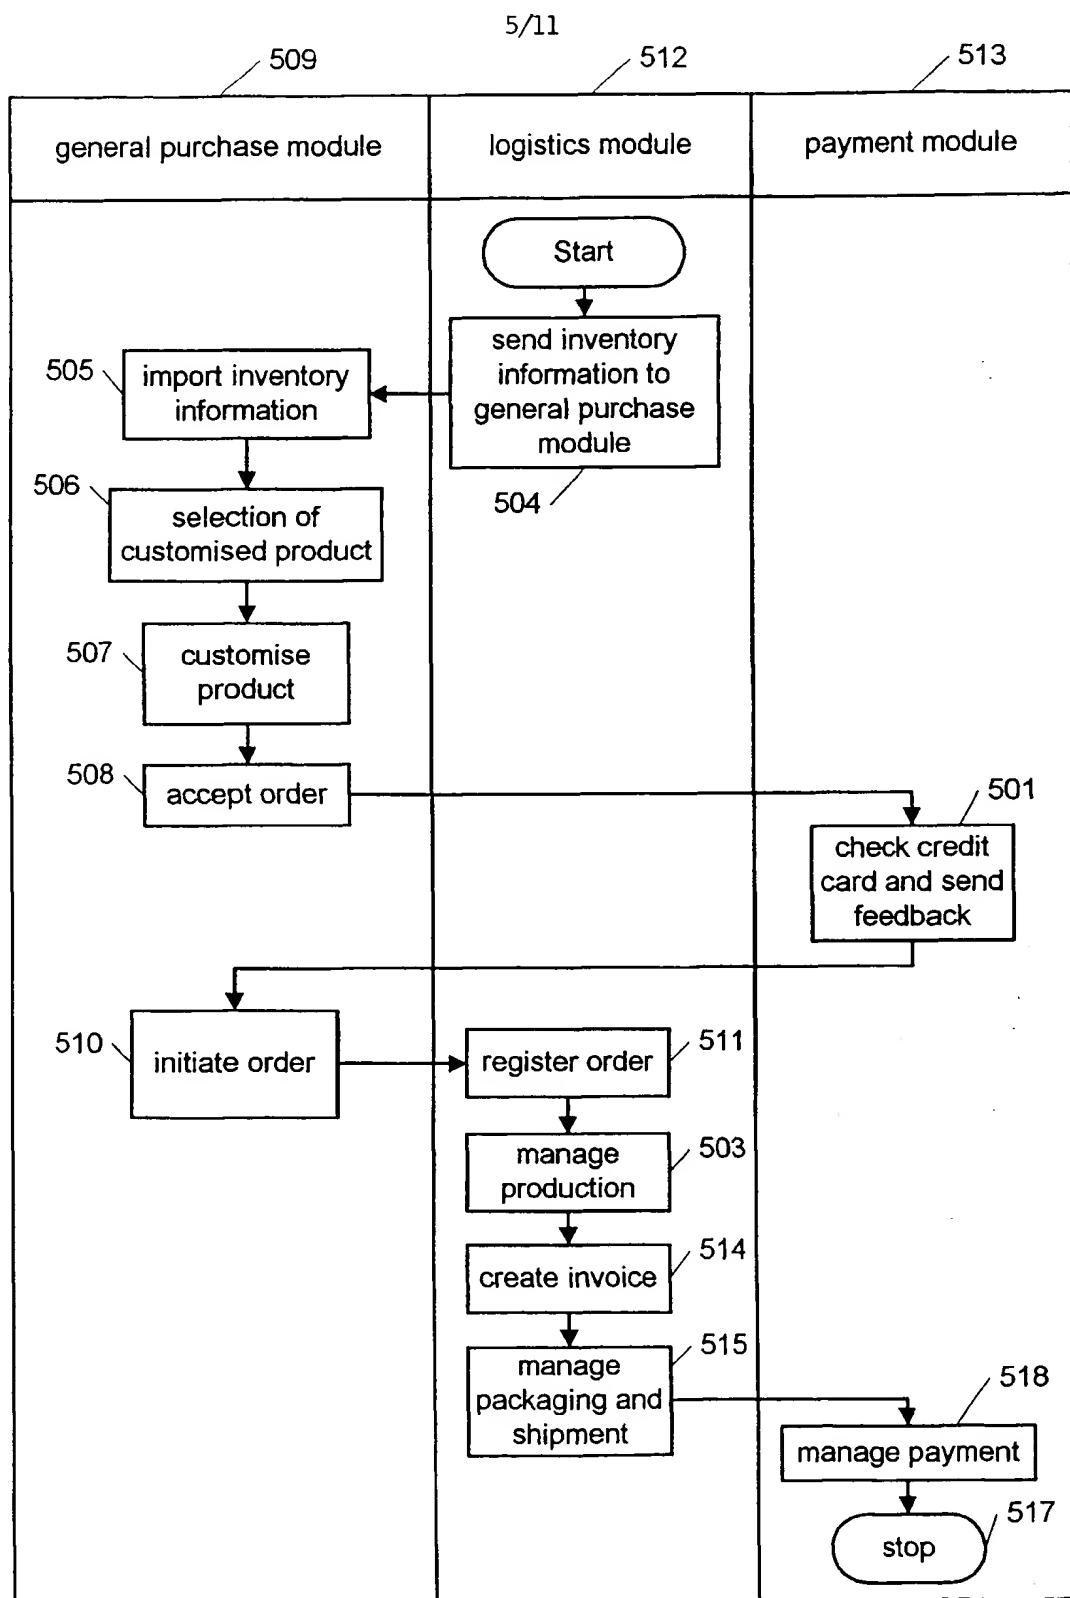 5/11
509
512
513
general purchase module
logistics module
payment module
Start
send inventory
information to
general purchase
module
504
505
import inventory
information
506
selection of
customised product
507
customise
product
508
accept order
501
check credit
card and send
feedback
510
initiate order
register order
511
manage
production
503
create invoice
514
manage
packaging and
shipment
515
518
manage payment
517
stop